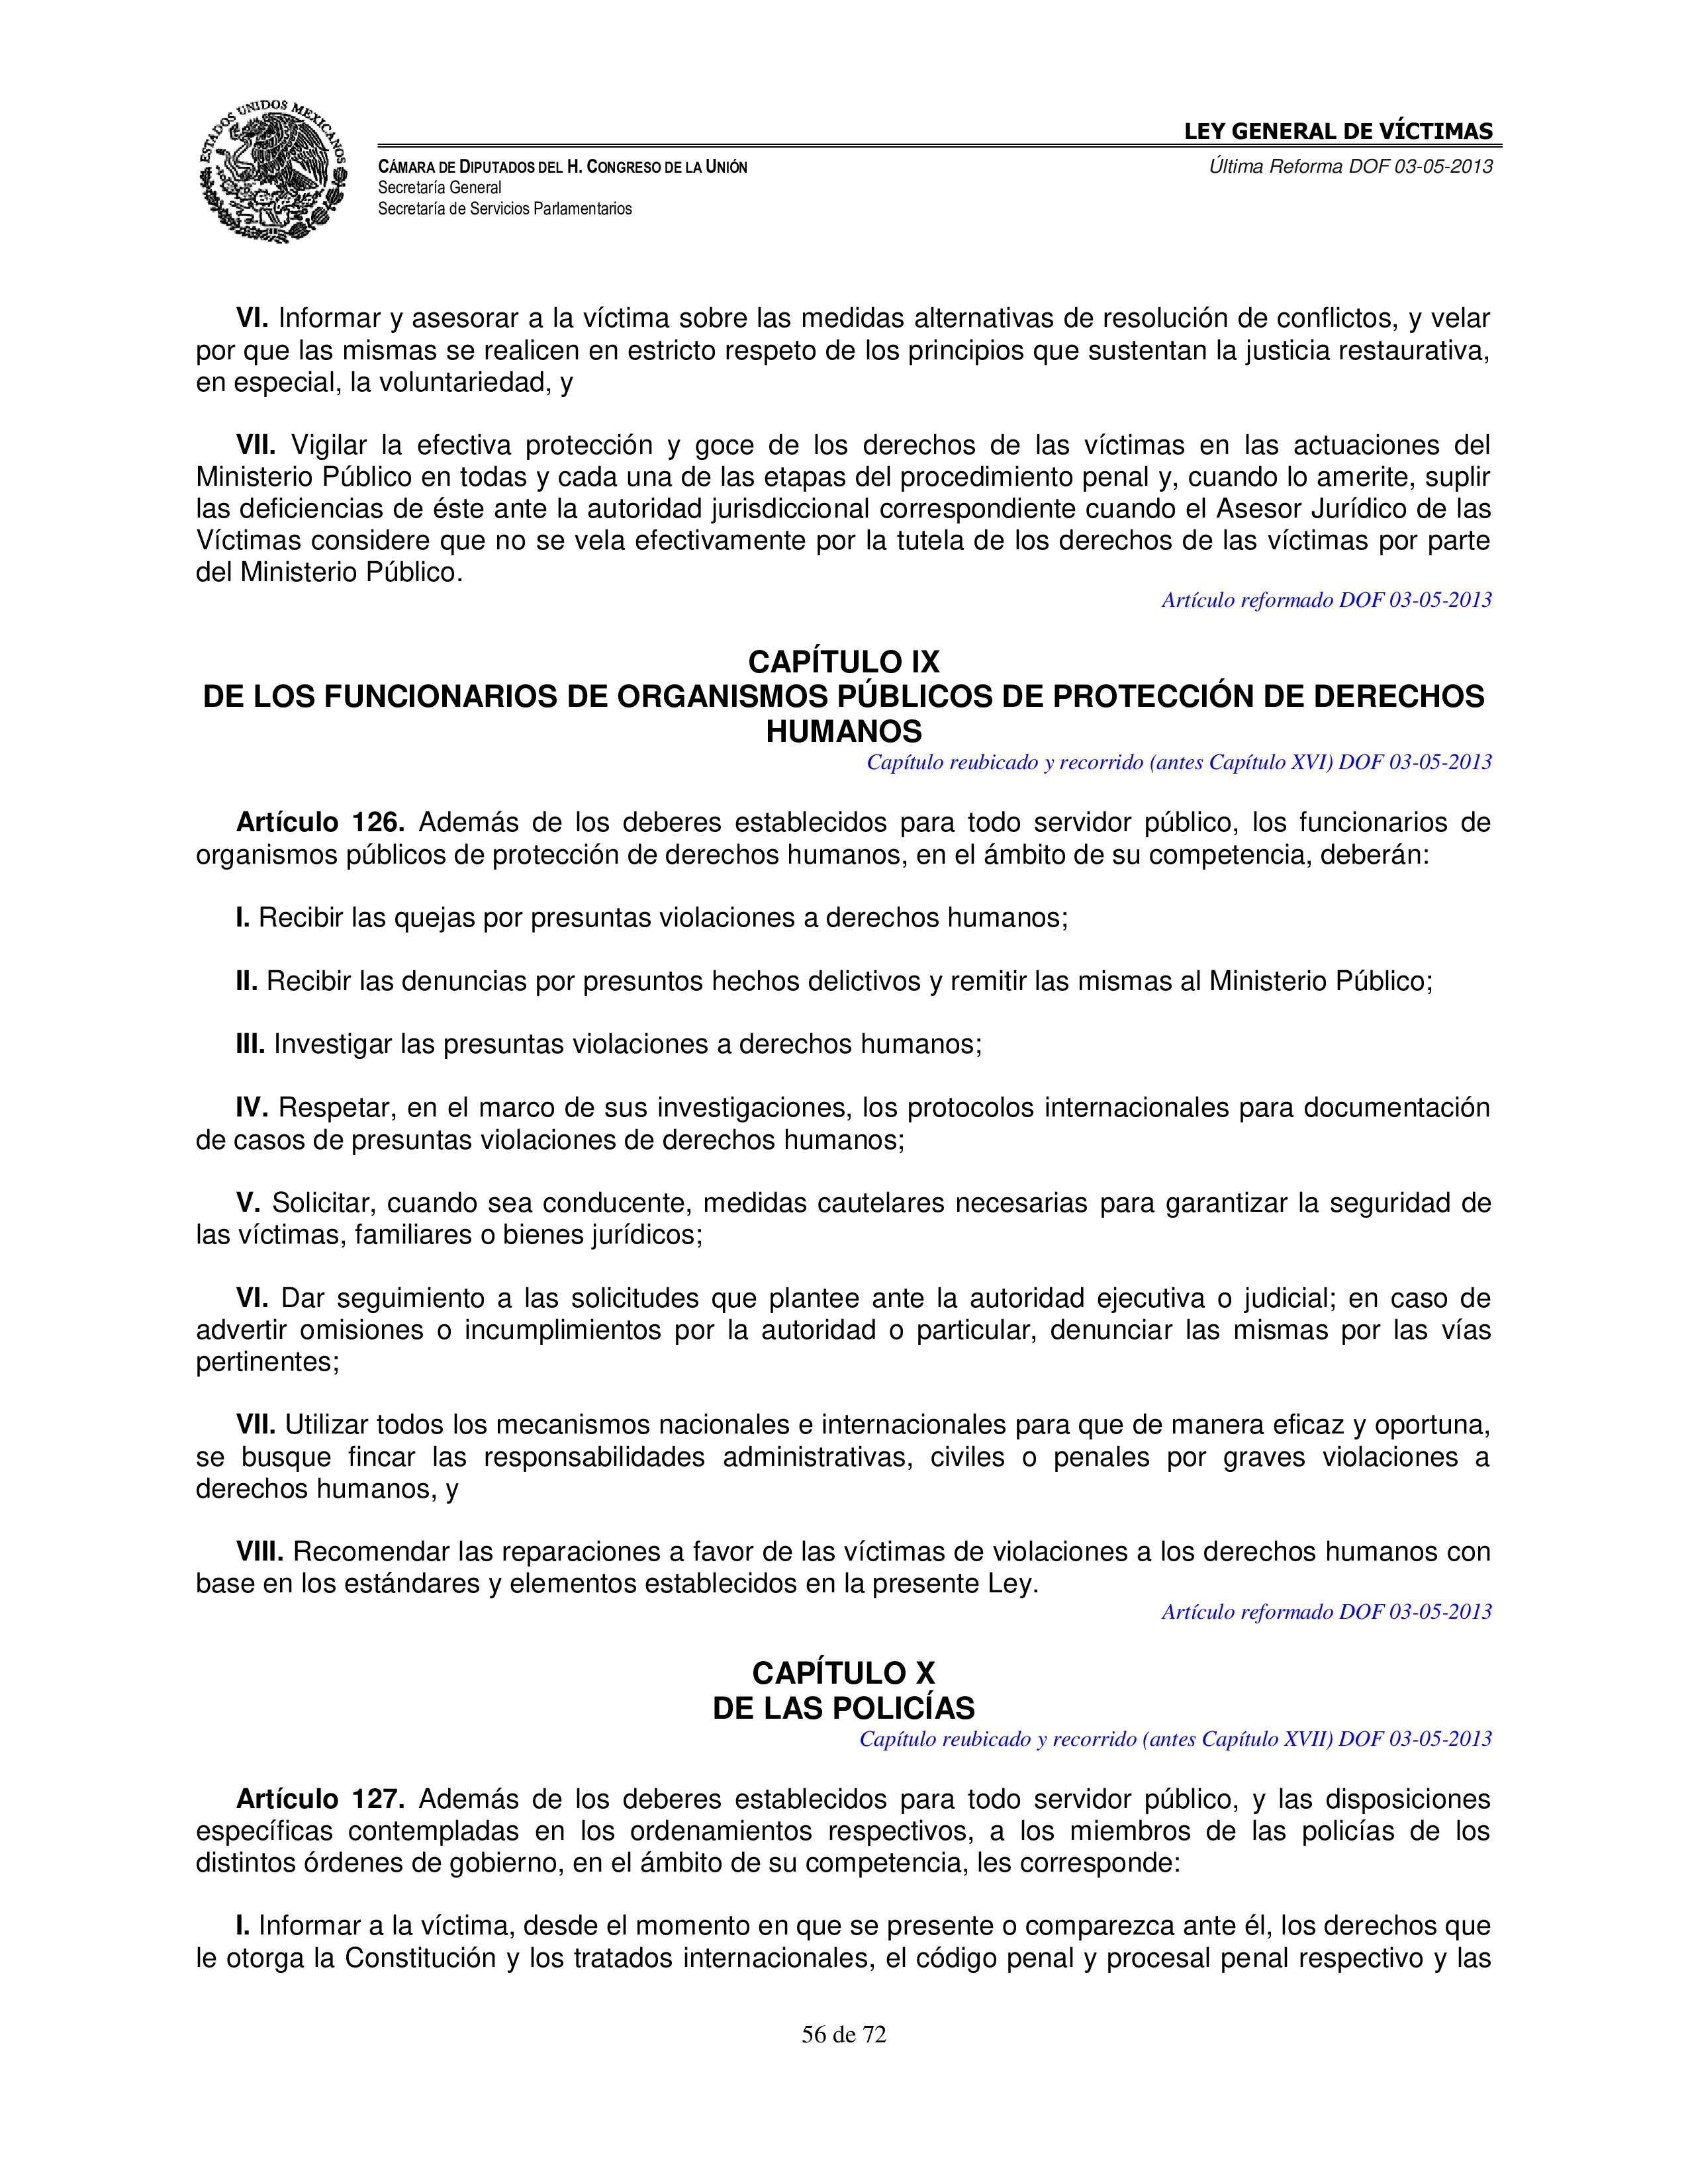 ESTADOS UNIDOS MEXICANOS
LEY GENERAL DE VÍCTIMAS
CÁMARA DE DIPUTADOS DEL H. CONGRESO DE LA UNIÓN
Última Reforma DOF 03-05-2013
Secretaría General
Secretaría de Servicios Parlamentarios
VI. Informar y asesorar a la víctima sobre las medidas alternativas de resolución de conflictos, y velar
por que las mismas se realicen en estricto respeto de los principios que sustentan la justicia restaurativa,
en especial, la voluntariedad, y
VII. Vigilar la efectiva protección y goce de los derechos de las víctimas en las actuaciones del
Ministerio Público en todas y cada una de las etapas del procedimiento penal y, cuando lo amerite, suplir
las deficiencias de éste ante la autoridad jurisdiccional correspondiente cuando el Asesor Jurídico de las
Víctimas considere que no se vela efectivamente por la tutela de los derechos de las víctimas por parte
del Ministerio Público.
Artículo reformado DOF 03-05-2013
CAPÍTULO IX
DE LOS FUNCIONARIOS DE ORGANISMOS PÚBLICOS DE PROTECCIÓN DE DERECHOS
HUMANOS
Capítulo reubicado y recorrido (antes Capítulo XVI) DOF 03-05-2013
Artículo 126. Además de los deberes establecidos para todo servidor público, los funcionarios de
organismos públicos de protección de derechos humanos, en el ámbito de su competencia, deberán:
I. Recibir las quejas por presuntas violaciones a derechos humanos;
II. Recibir las denuncias por presuntos hechos delictivos y remitir las mismas al Ministerio Público;
III. Investigar las presuntas violaciones a derechos humanos;
IV. Respetar, en el marco de sus investigaciones, los protocolos internacionales para documentación
de casos de presuntas violaciones de derechos humanos;
V. Solicitar, cuando sea conducente, medidas cautelares necesarias para garantizar la seguridad de
las víctimas, familiares o bienes jurídicos;
VI. Dar seguimiento a las solicitudes que plantee ante la autoridad ejecutiva o judicial; en caso de
advertir omisiones o incumplimientos por la autoridad o particular, denunciar las mismas por las vías
pertinentes;
VII. Utilizar todos los mecanismos nacionales e internacionales para que de manera eficaz y oportuna,
se busque fincar las responsabilidades administrativas, civiles o penales por graves violaciones a
derechos humanos, y
VIII. Recomendar las reparaciones a favor de las víctimas de violaciones a los derechos humanos con
base en los estándares y elementos establecidos en la presente Ley.
Artículo reformado DOF 03-05-2013
CAPÍTULO X
DE LAS POLICÍAS
Capítulo reubicado y recorrido (antes Capítulo XVII) DOF 03-05-2013
Artículo 127. Además de los deberes establecidos para todo servidor público, y las disposiciones
específicas contempladas en los ordenamientos respectivos, a los miembros de las policías de los
distintos órdenes de gobierno, en el ámbito de su competencia, les corresponde:
I. Informar a la víctima, desde el momento en que se presente o comparezca ante él, los derechos que
le otorga la Constitución y los tratados internacionales, el código penal y procesal penal respectivo y las
56 de 72